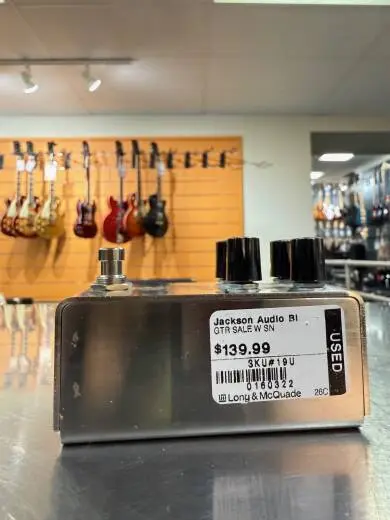 Jackson Audio Bl
GTR SALE W SN
$139.99
SKU#19U
0160322
Long & McQuade 26C
USED